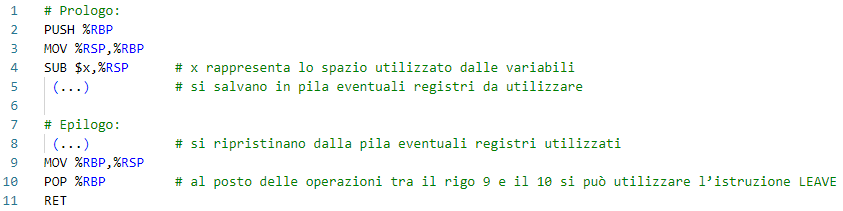 1 # Prologo:
2 PUSH %RBP
3 MOV %RSP,%RBP
4 SUB $x,%RSP # x rappresenta lo spazio utilizzato dalle variabili
5 (...) # si salvano in pila eventuali registri da utilizzare
6
7 # Epilogo:
8 (...) # si ripristinano dalla pila eventuali registri utilizzati
9 MOV %RBP,%RSP
10 POP %RBP # al posto delle operazioni tra il rigo 9 e il 10 si può utilizzare l’istruzione LEAVE
11 RET